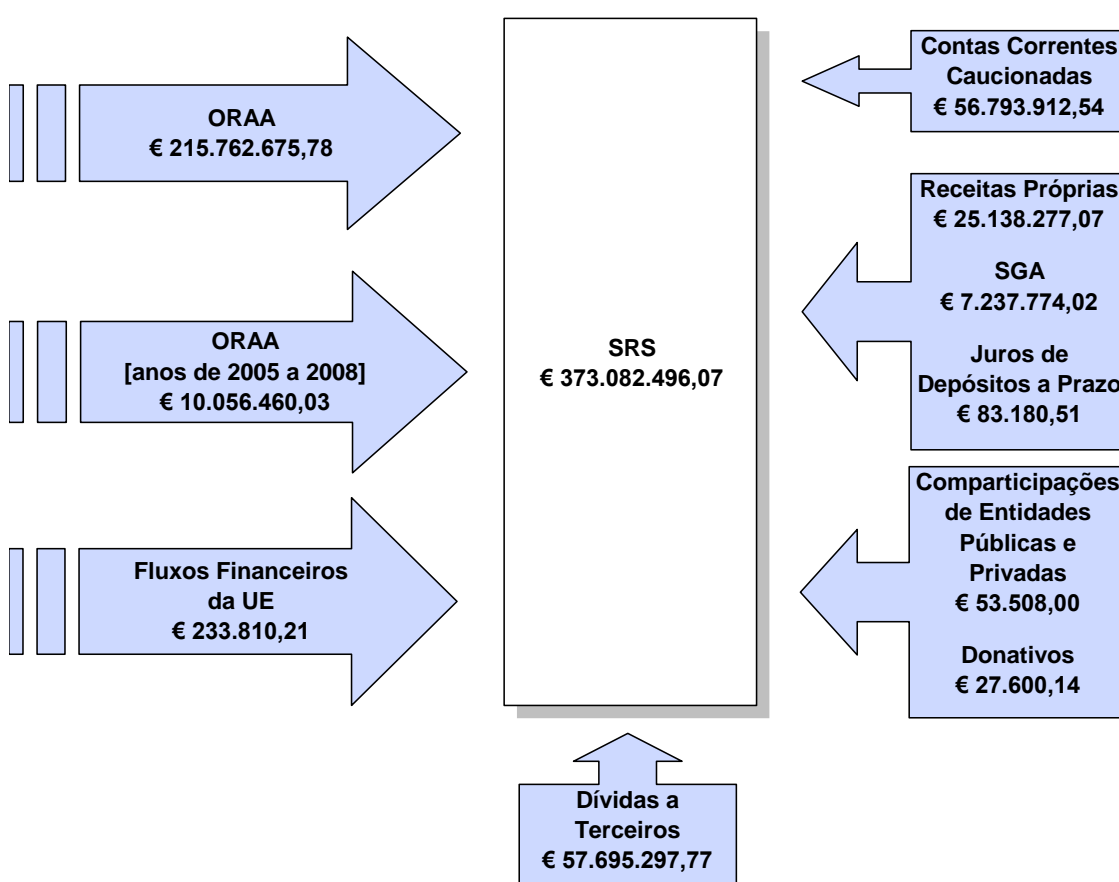 ORAA
€ 215.762.675,78
ORAA
[anos de 2005 a 2008]
€ 10.056.460,03
Fluxos Financeiros
da UE
€ 233.810,21
SRS
€ 373.082.496,07
Contas Correntes
Caucionadas
€ 56.793.912,54
Receitas Próprias
€ 25.138.277,07
SGA
€ 7.237.774,02
Juros de
Depósitos a Prazo
€ 83.180,51
Comparticipações
de Entidades
Públicas e
Privadas
€ 53.508,00
Donativos
€ 27.600,14
Dívidas a
Terceiros
€ 57.695.297,77